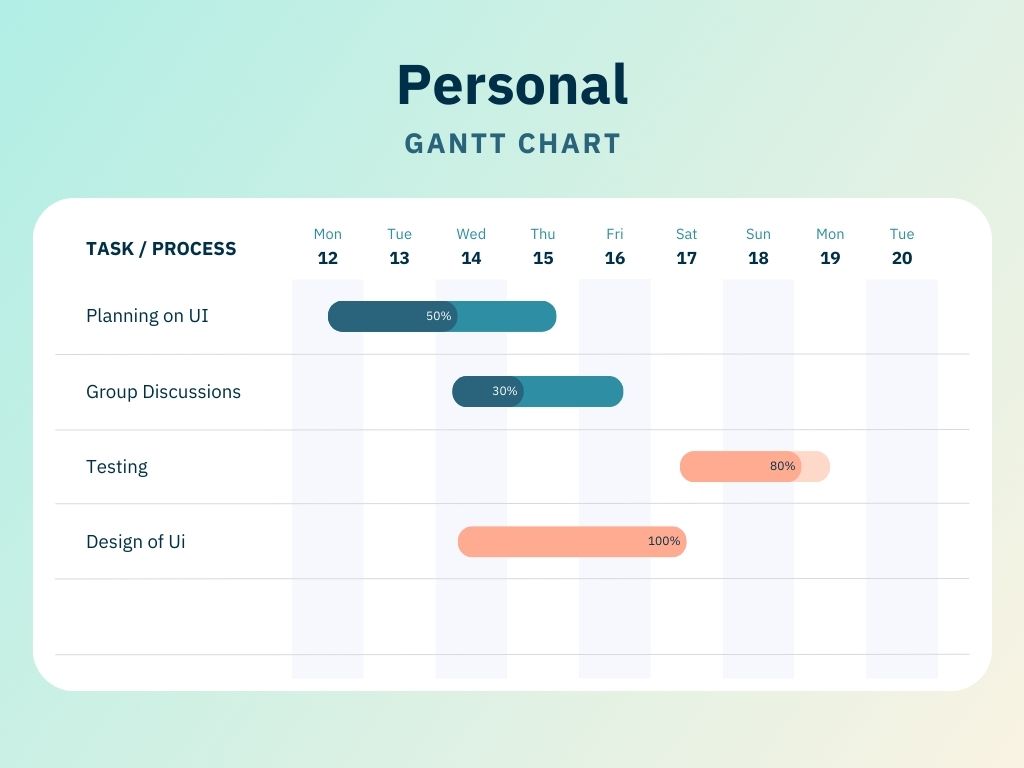 Personal
GANTT CHART
TASK / PROCESS
Mon Tue Wed Thu Fri Sat Sun Mon Tue
12 13 14 15 16 17 18 19 20
Planning on UI 50%
Group Discussions 30%
Testing 80%
Design of Ui 100%